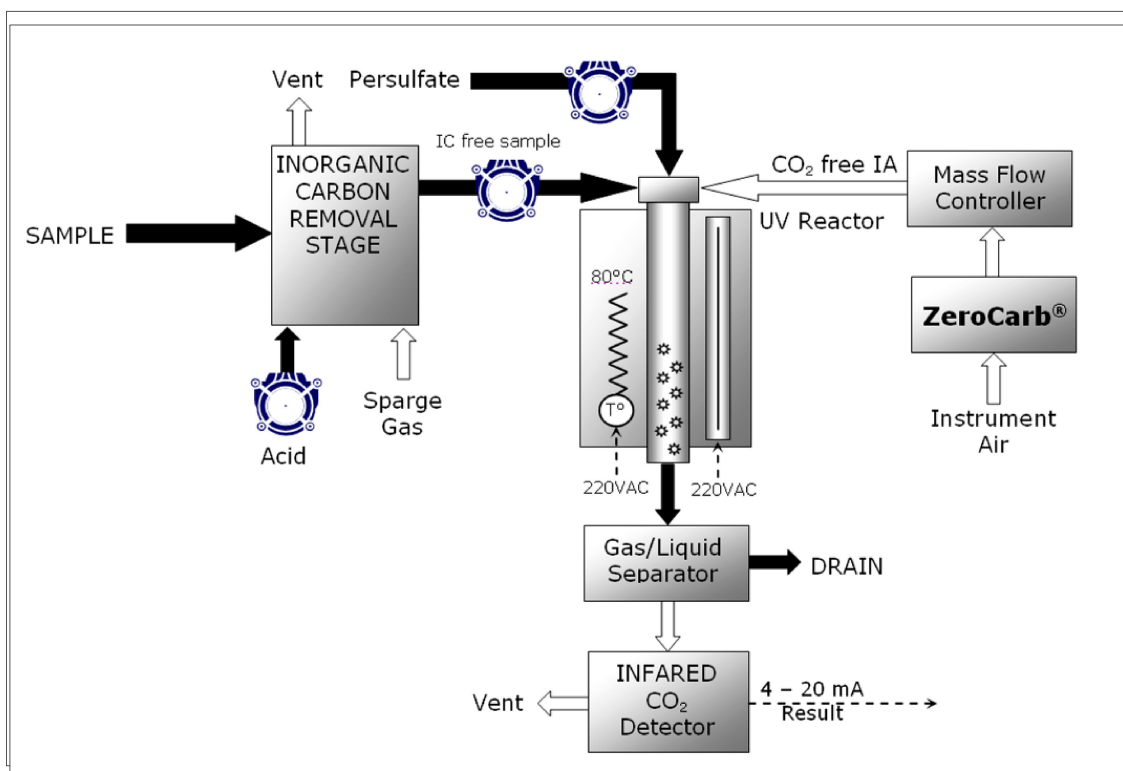 Vent
Persulfate
IC free sample
INORGANIC
CARBON
REMOVAL
STAGE
SAMPLE
CO₂ free IA
Mass Flow
Controller
UV Reactor
80ºC
ZeroCarb®
Tº
Sparge
Gas
Acid
Instrument
Air
220VAC
220VAC
Gas/Liquid
Separator
DRAIN
INFARED
CO₂
Detector
Vent
4 – 20 mA
Result